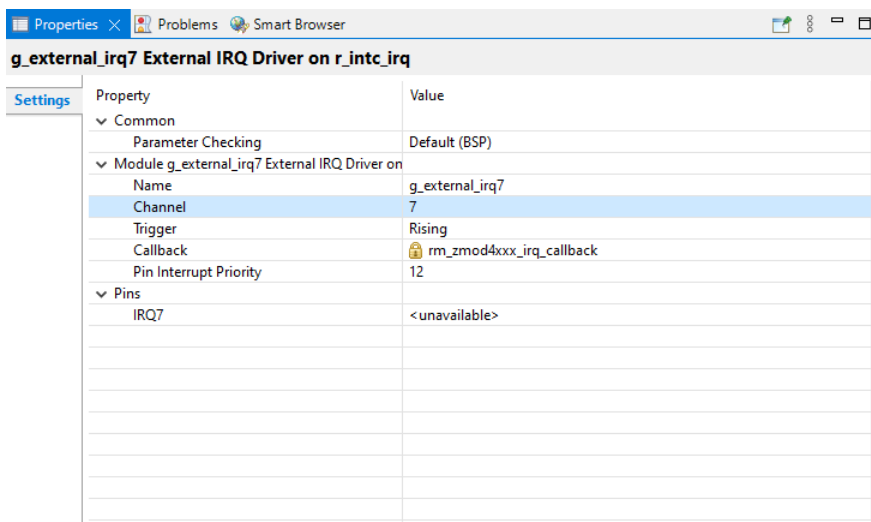 Properties Problems Smart Browser
g_external_irq7 External IRQ Driver on r_intc_irq
Settings
Property Value
Common
Parameter Checking Default (BSP)
Module g_external_irq7 External IRQ Driver on
Name g_external_irq7
Channel 7
Trigger Rising
Callback rm_zmod4xxx_irq_callback
Pin Interrupt Priority 12
Pins
IRQ7 <unavailable>